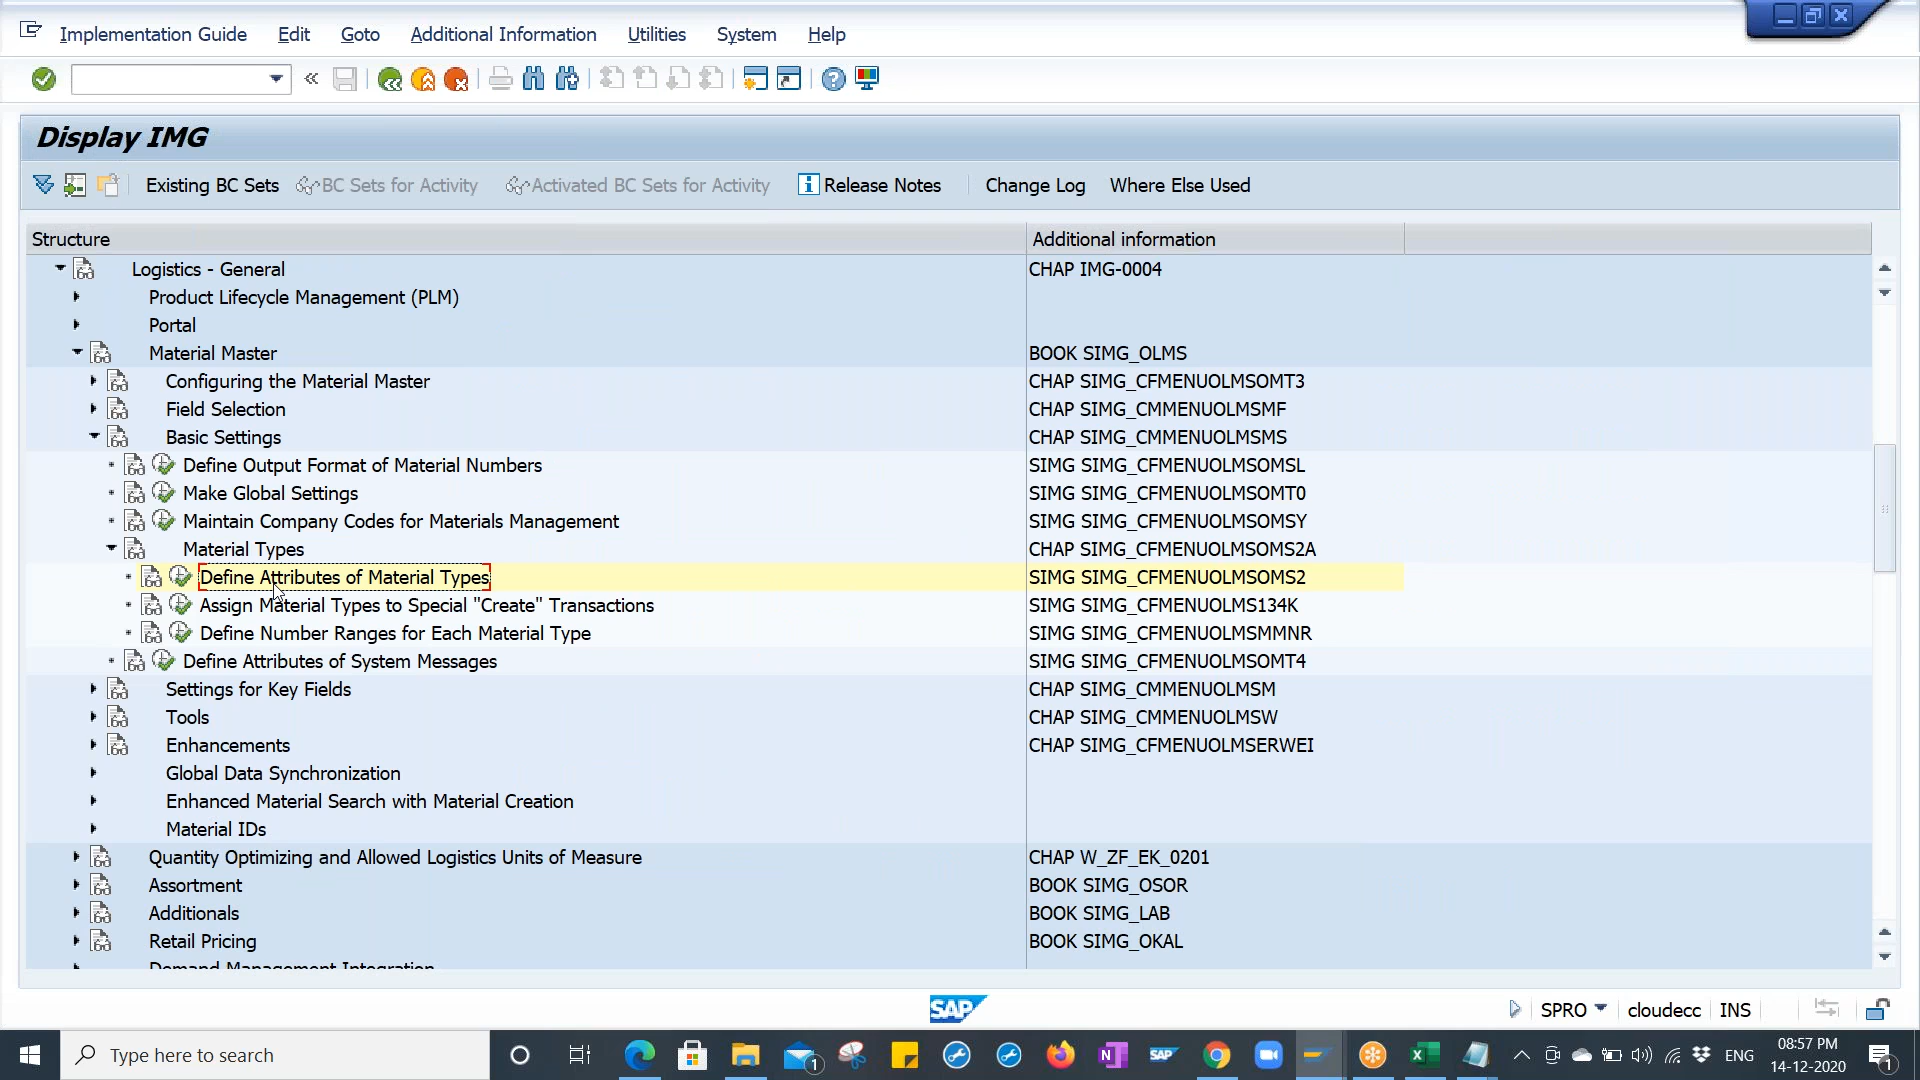 Implementation Guide Edit Goto Additional Information Utilities System Help
Display IMG
Existing BC Sets BC Sets for Activity Activated BC Sets for Activity Release Notes Change Log Where Else Used
Structure Additional information
Logistics - General CHAP IMG-0004
Product Lifecycle Management (PLM)
Portal
Material Master BOOK SIMG_OLMS
Configuring the Material Master CHAP SIMG_CFMENUOLMSOMT3
Field Selection CHAP SIMG_CMMENUOLMSMF
Basic Settings CHAP SIMG_CMMENUOLMSMS
Define Output Format of Material Numbers SIMG SIMG_CFMENUOLMSOMSL
Make Global Settings SIMG SIMG_CFMENUOLMSOMT0
Maintain Company Codes for Materials Management SIMG SIMG_CFMENUOLMSOMSY
Material Types CHAP SIMG_CFMENUOLMSOMS2A
Define Attributes of Material Types SIMG SIMG_CFMENUOLMSOMS2
Assign Material Types to Special "Create" Transactions SIMG SIMG_CFMENUOLMS134K
Define Number Ranges for Each Material Type SIMG SIMG_CFMENUOLMSMMNR
Define Attributes of System Messages SIMG SIMG_CFMENUOLMSOMT4
Settings for Key Fields CHAP SIMG_CMMENUOLMSM
Tools CHAP SIMG_CMMENUOLMSW
Enhancements CHAP SIMG_CFMENUOLMSERWEI
Global Data Synchronization
Enhanced Material Search with Material Creation
Material IDs
Quantity Optimizing and Allowed Logistics Units of Measure CHAP W_ZF_EK_0201
Assortment BOOK SIMG_OSOR
Additionals BOOK SIMG_LAB
Retail Pricing BOOK SIMG_OKAL
Demand Management Integration
SAP SPRO cloudecc INS
Type here to search 1 N SAP ENG 08:57 PM
14-12-2020 1